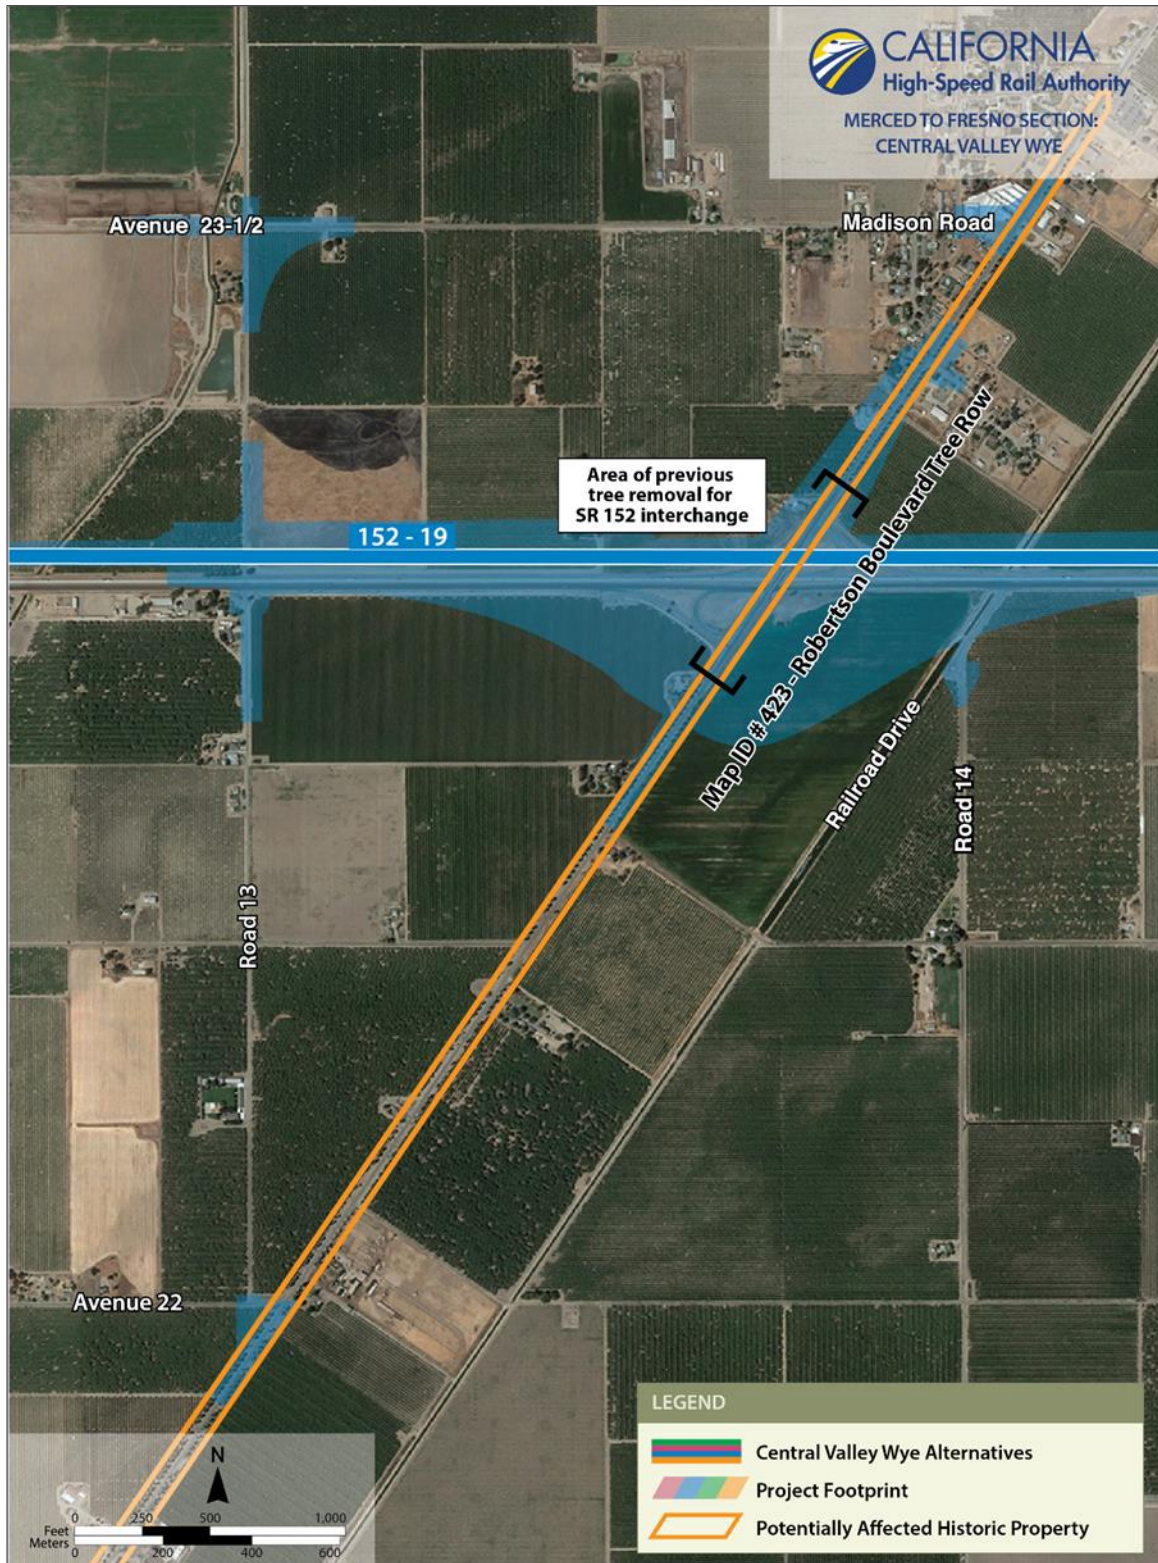 CALIFORNIA
High-Speed Rail Authority
MERCED TO FRESNO SECTION:
CENTRAL VALLEY WYE
Avenue 23-1/2
Madison Road
Area of previous
tree removal for
SR 152 interchange
152 - 19
Map ID # 423 - Robertson Boulevard Tree Row
Railroad Drive
Road 14
Road 13
Avenue 22
LEGEND
Central Valley Wye Alternatives
Project Footprint
Potentially Affected Historic Property
N
0 250 500 1,000
Feet
Meters
0 200 400 600